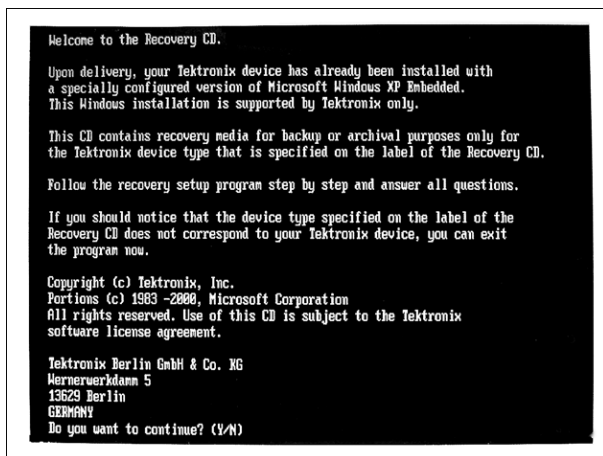 Welcome to the Recovery CD.
Upon delivery, your Tektronix device has already been installed with
a specially configured version of Microsoft Windows XP Embedded.
This Windows installation is supported by Tektronix only.
This CD contains recovery media for backup or archival purposes only for
the Tektronix device type that is specified on the label of the Recovery CD.
Follow the recovery setup program step by step and answer all questions.
If you should notice that the device type specified on the label of the
Recovery CD does not correspond to your Tektronix device, you can exit
the program now.
Copyright (c) Tektronix, Inc.
Portions (c) 1983 -2000, Microsoft Corporation
All rights reserved. Use of this CD is subject to the Tektronix
software license agreement.
Tektronix Berlin GmbH & Co. KG
Wernerwerkdamm 5
13629 Berlin
GERMANY
Do you want to continue? (Y/N)